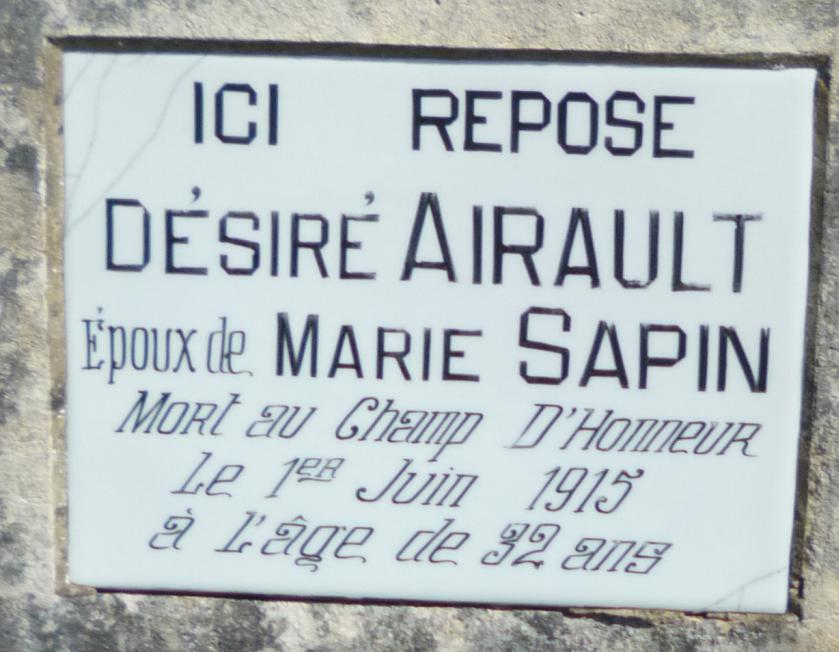 ICI REPOSE
DÉSIRÉ AIRAULT
Époux de MARIE SAPIN
Mort au Champ D'Honneur
Le 1er Juin 1915
à L'âge de 32 ans